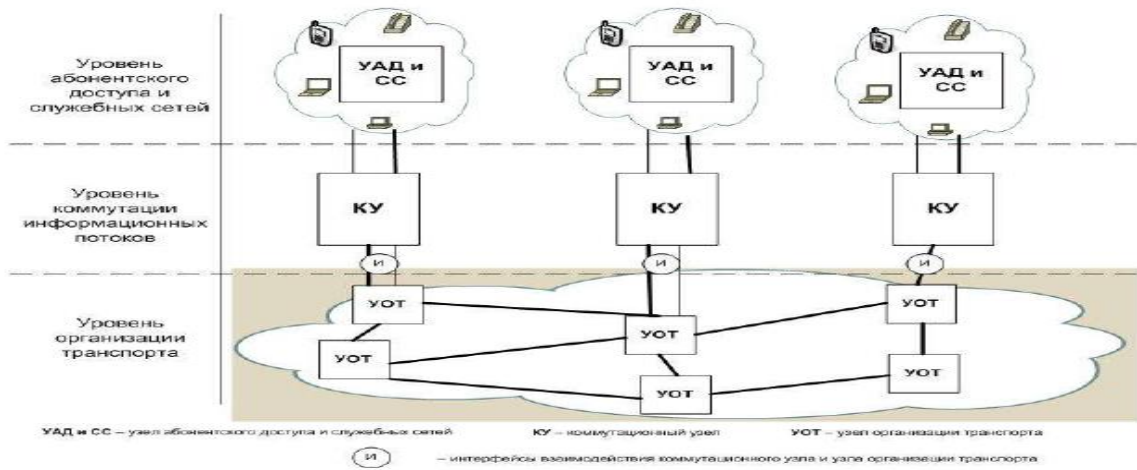 Уровень
абонентского
доступа и
служебных сетей
УАД и
СС
УАД и
СС
УАД и
СС
Уровень
коммутации
информационных
потоков
КУ
КУ
КУ
И
И
И
Уровень
организации
транспорта
УОТ
УОТ
УОТ
УОТ
УОТ
УОТ
УАД и СС – узел абонентского доступа и служебных сетей
КУ – коммутационный узел
УОТ – узел организации транспорта
И – интерфейсы взаимодействия коммутационного узла и узла организации транспорта